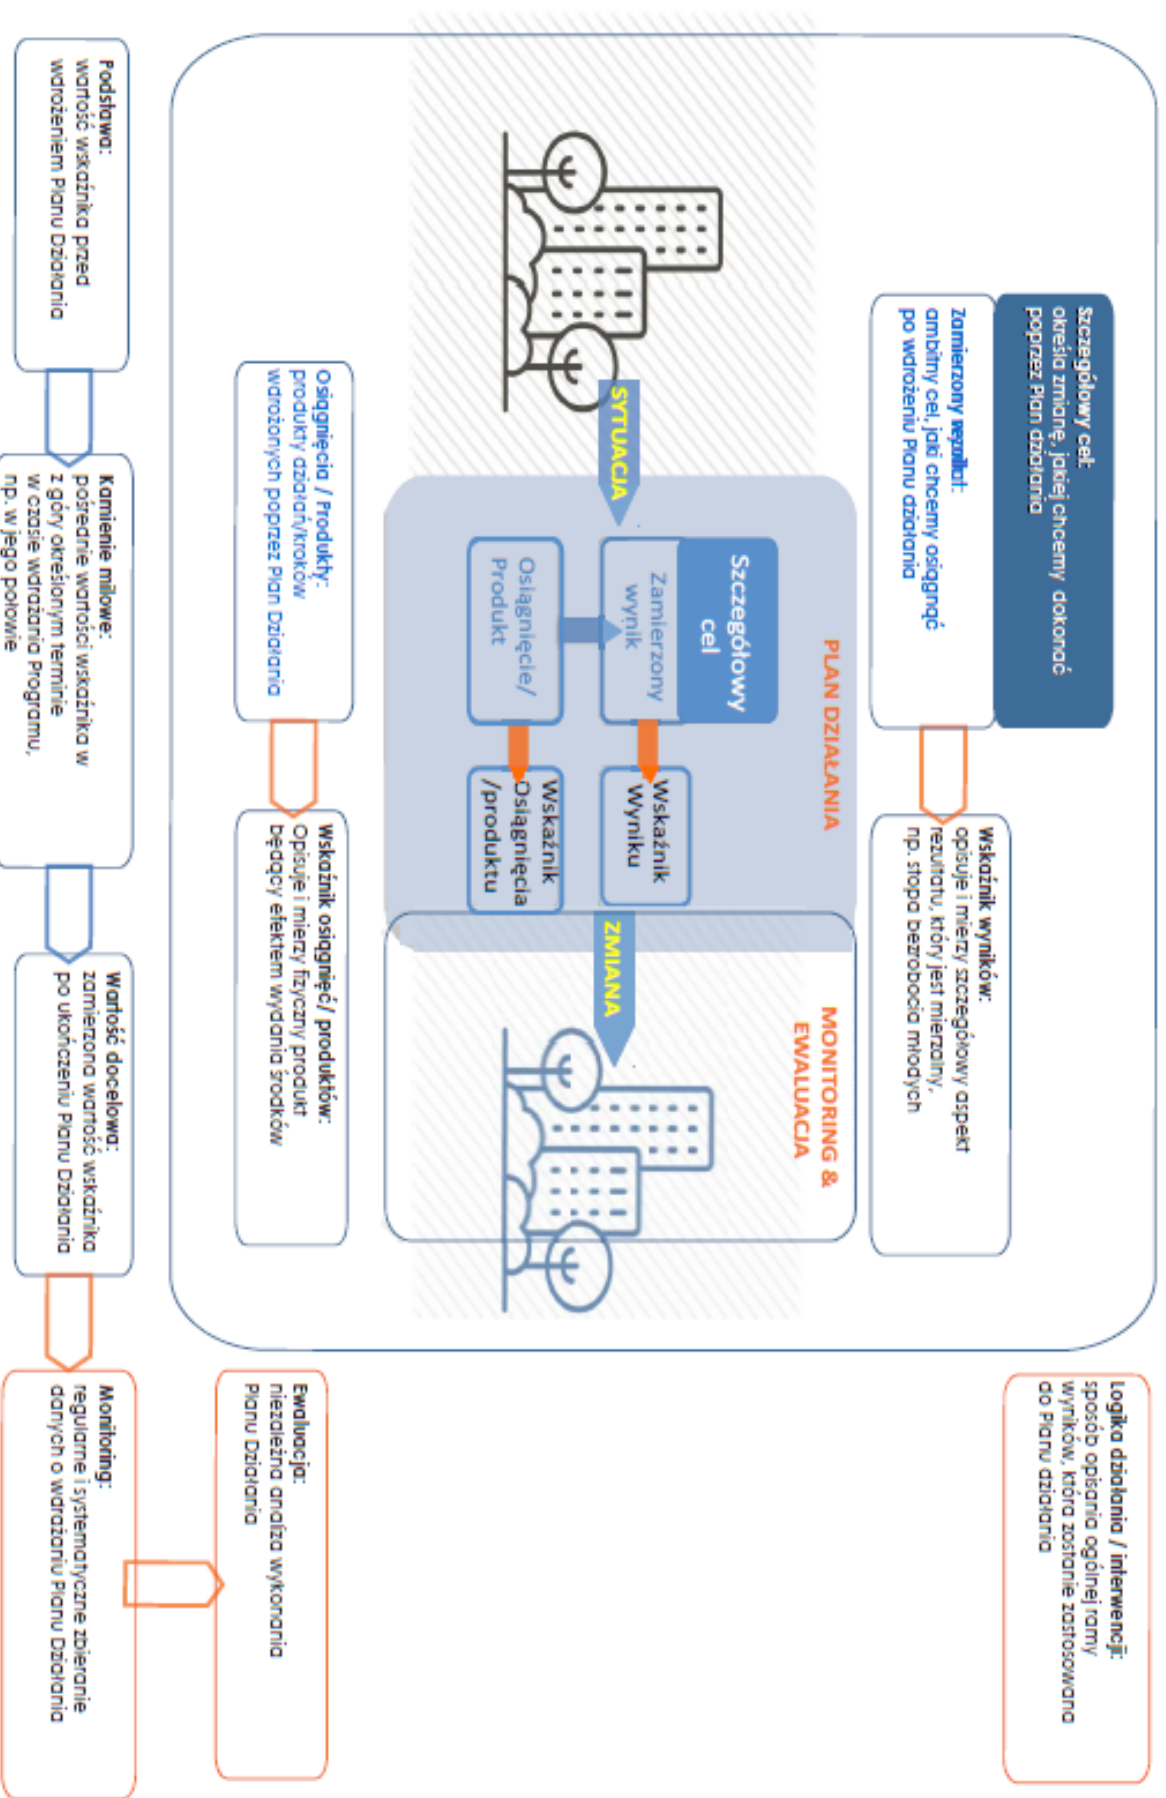 Logika działania / interwencji:
sposób opisania ogólnej ramy
wyników, która zostanie zastosowana
do Planu działania
Szczegółowy cel:
określa zmianę, jakiej chcemy dokonać
poprzez Plan działania
Zamierzony rezultat:
ambitny cel, jaki chcemy osiągnąć
po wdrożeniu Planu działania
Wskaźnik wyników:
opisuje i mierzy szczegółowy aspekt
rezultatu, który jest mierzalny,
np. stopa bezrobocia młodych
PLAN DZIAŁANIA
MONITORING &
EWALUACJA
SYTUACJA
Szczegółowy
cel
Zamierzony
wynik
Wskaźnik
Wyniku
Osiągnięcie/
Produkt
Wskaźnik
Osiągnięcia
/produktu
ZMIANA
Osiągnięcia / Produkty:
produkty działań/kroków
wdrożonych poprzez Plan Działania
Wskaźnik osiągnięć/ produktów:
Opisuje i mierzy fizyczny produkt
będący efektem wydania środków
Ewaluacja:
niezależna analiza wykonania
Planu Działania
Podstawa:
wartość wskaźnika przed
wdrożeniem Planu Działania
Kamienie milowe:
pośrednie wartości wskaźnika w
z góry określonym terminie
w czasie wdrażania Programu,
np. w jego połowie
Wartość docelowa:
zamierzona wartość wskaźnika
po ukończeniu Planu Działania
Monitoring:
regularne i systematyczne zbieranie
danych o wdrażaniu Planu Działania